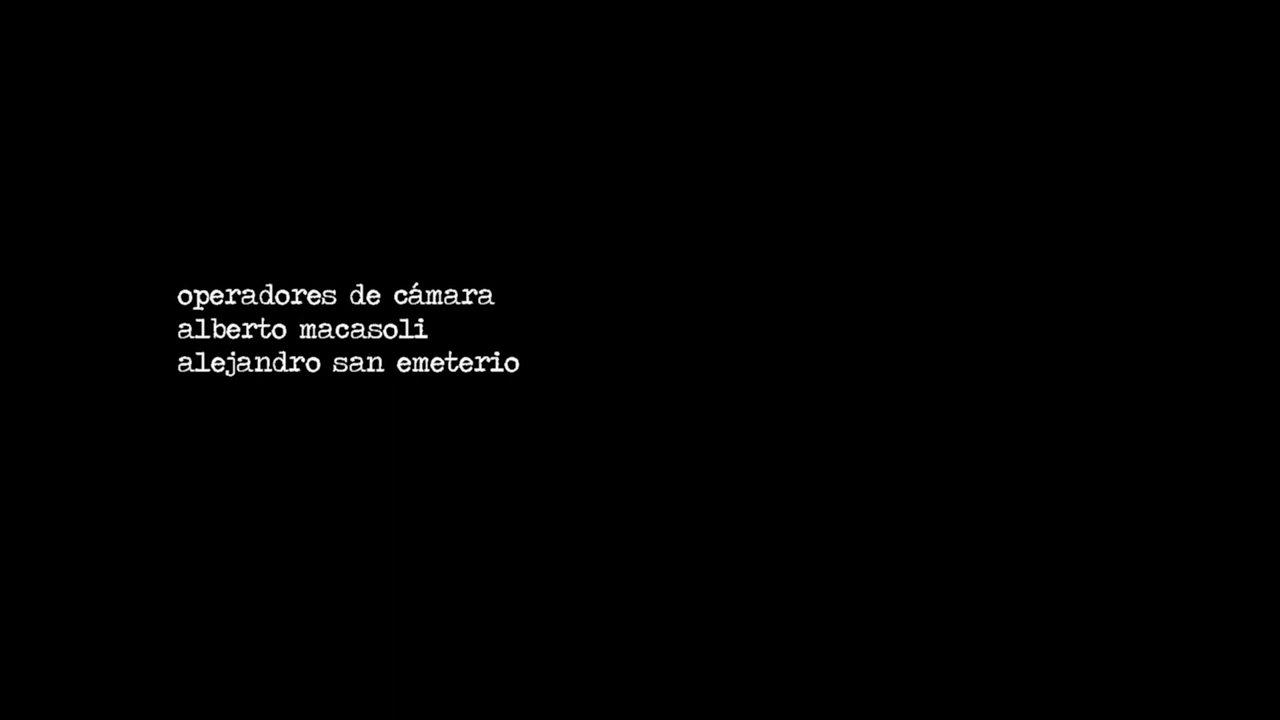 operadores de cámara
alberto macasoli
alejandro san emeterio